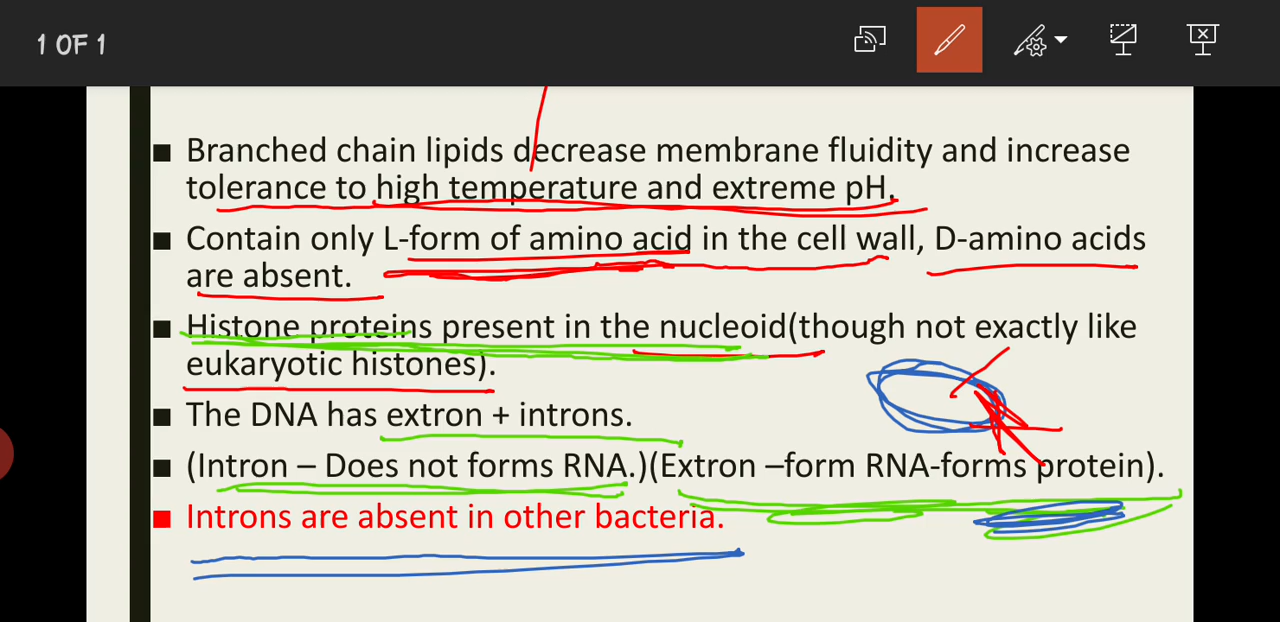 1 OF 1
■ Branched chain lipids decrease membrane fluidity and increase
tolerance to high temperature and extreme pH.
■ Contain only L-form of amino acid in the cell wall, D-amino acids
are absent.
■ Histone proteins present in the nucleoid(though not exactly like
eukaryotic histones).
■ The DNA has extron + introns.
■ (Intron – Does not forms RNA.)(Extron –form RNA-forms protein).
■ Introns are absent in other bacteria.